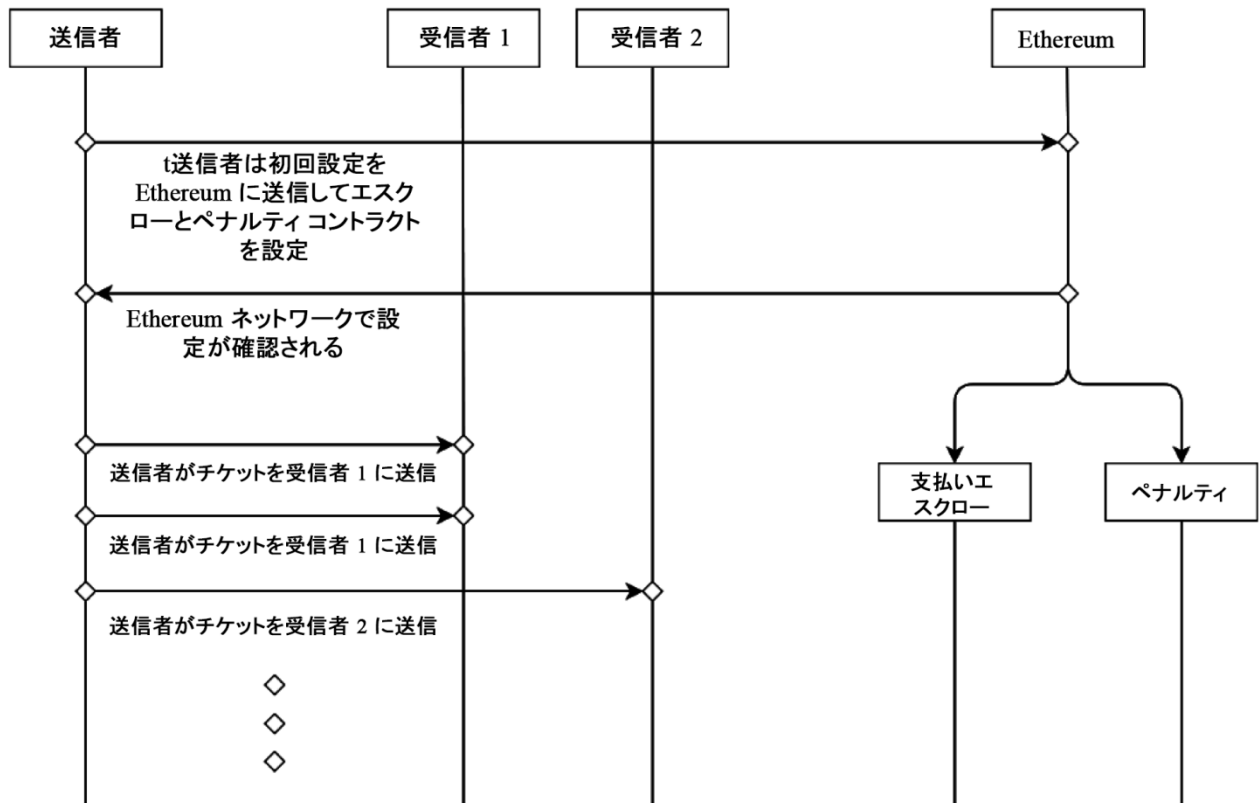 送信者
受信者 1
受信者 2
Ethereum
t送信者は初回設定を
Ethereum に送信してエスク
ローとペナルティ コントラクト
を設定
Ethereum ネットワークで設
定が確認される
送信者がチケットを受信者 1 に送信
支払いエ
スクロー
ペナルティ
送信者がチケットを受信者 1 に送信
送信者がチケットを受信者 2 に送信